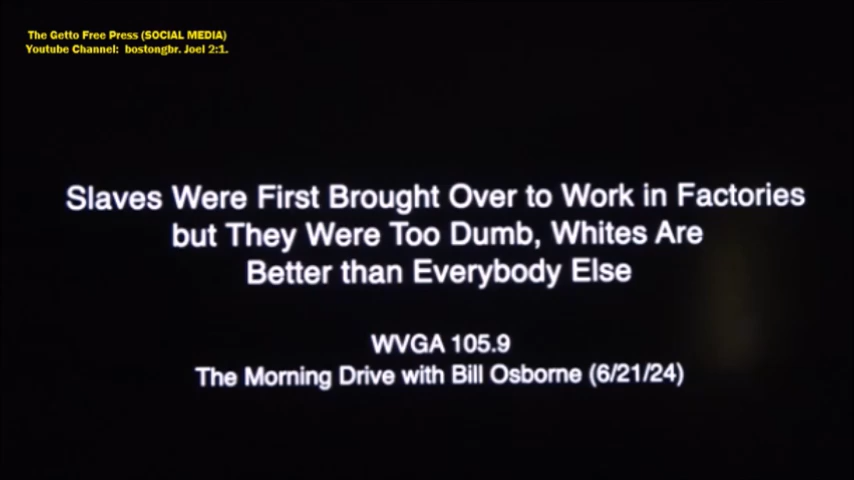 The Getto Free Press (SOCIAL MEDIA)
Youtube Channel: bostongbr. Joel 2:1.
Slaves Were First Brought Over to Work in Factories
but They Were Too Dumb, Whites Are
Better than Everybody Else
WVGA 105.9
The Morning Drive with Bill Osborne (6/21/24)